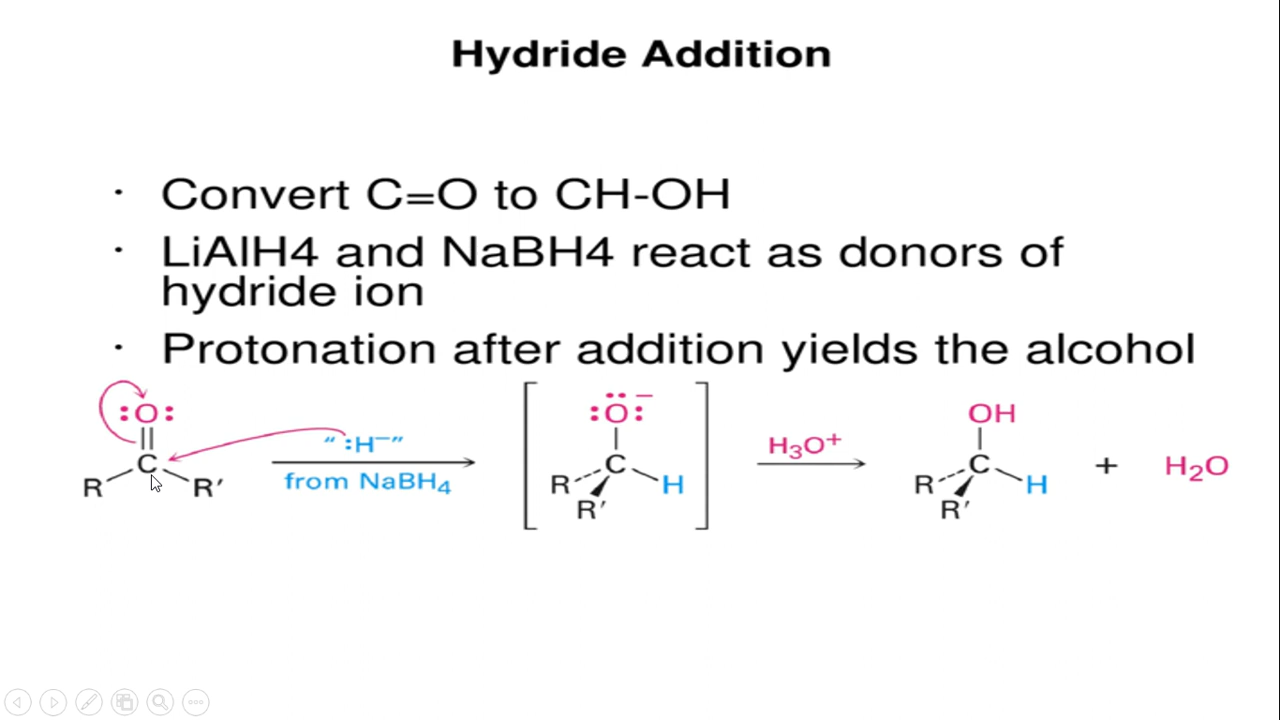 Hydride Addition
· Convert C=O to CH-OH
· LiAlH4 and NaBH4 react as donors of
hydride ion
· Protonation after addition yields the alcohol
:O: C R R′
“ :H⁻”
from NaBH₄
:Ö:⁻ C R R′ H
H₃O⁺
OH C R R′ H
+ H₂O